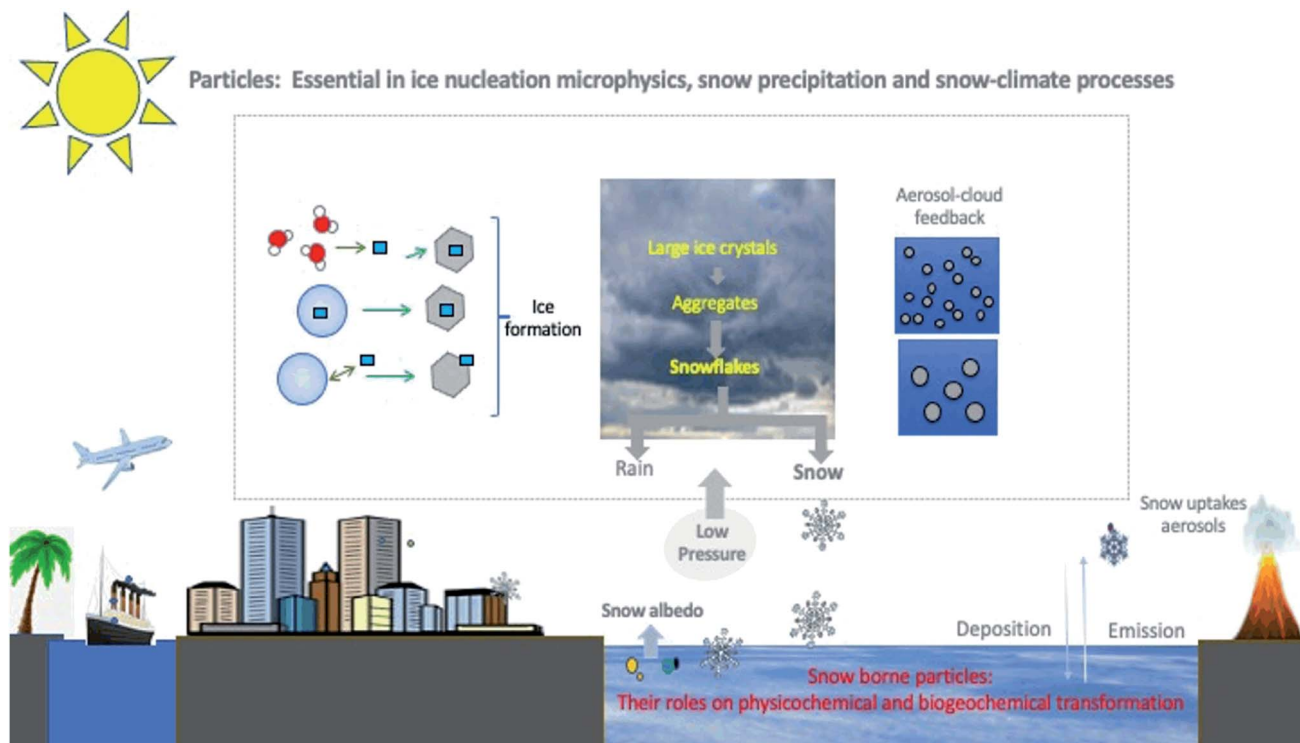 Particles: Essential in ice nucleation microphysics, snow precipitation and snow-climate processes
Ice
formation
Large ice crystals
Aggregates
Snowflakes
Rain
Snow
Aerosol-cloud
feedback
Low
Pressure
Snow uptakes
aerosols
Snow albedo
Deposition
Emission
Snow borne particles:
Their roles on physicochemical and biogeochemical transformation